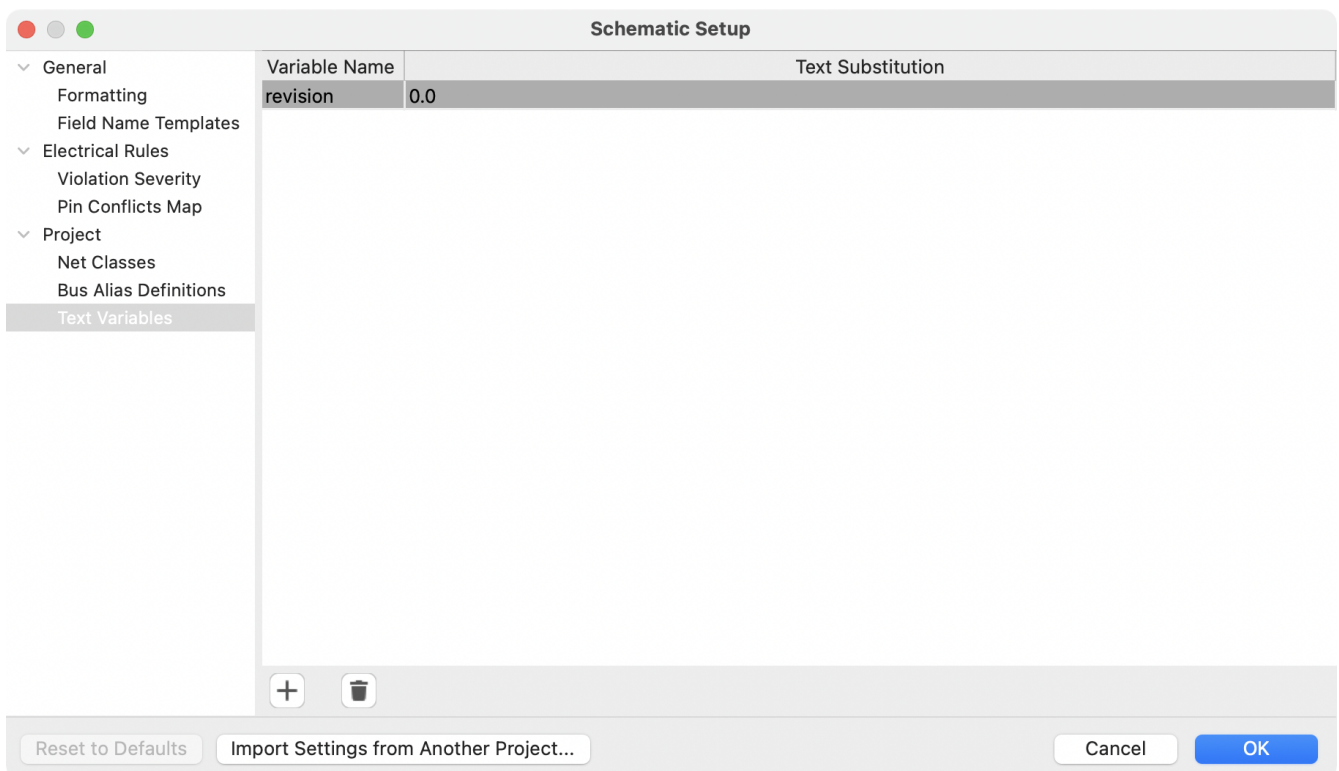 Schematic Setup
General
Formatting
Field Name Templates
Electrical Rules
Violation Severity
Pin Conflicts Map
Project
Net Classes
Bus Alias Definitions
Text Variables
Variable Name Text Substitution
revision 0.0
Reset to Defaults Import Settings from Another Project... Cancel OK